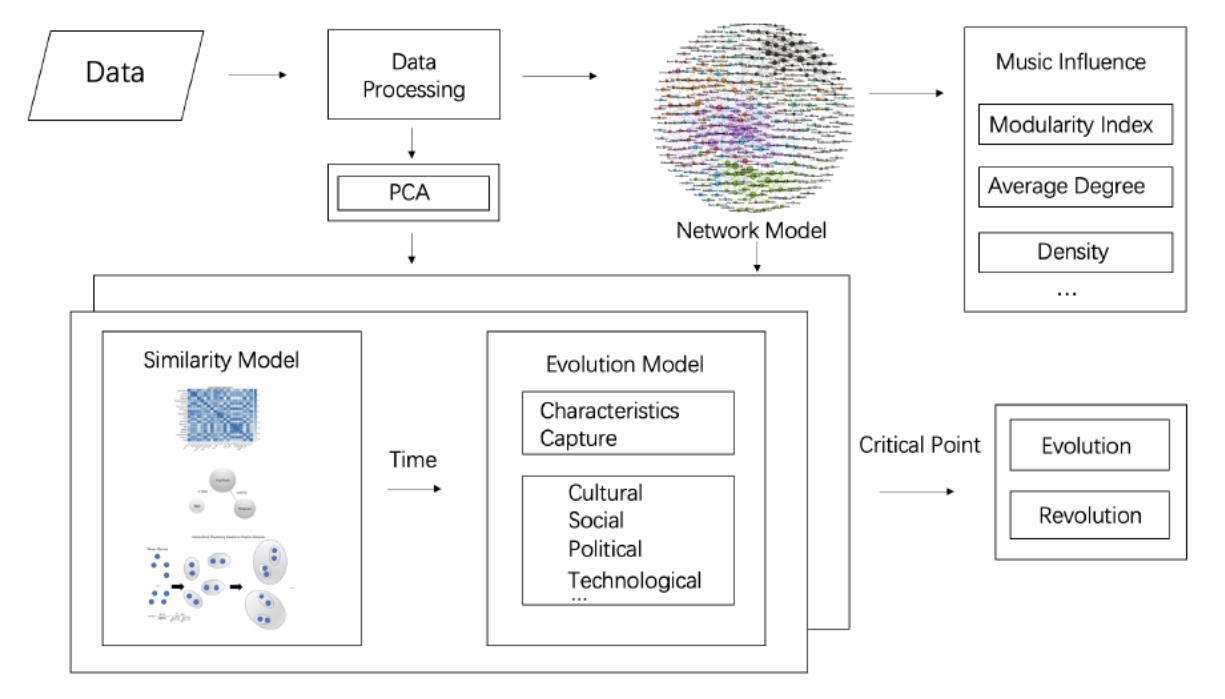 Data
Data
Processing
PCA
Network Model
Music Influence
Modularity Index
Average Degree
Density
...
Similarity Model
Time
Evolution Model
Characteristics
Capture
Cultural
Social
Political
Technological
...
Critical Point
Evolution
Revolution